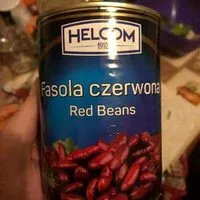 HELCOM
1992
Fasola czerwona
Red Beans